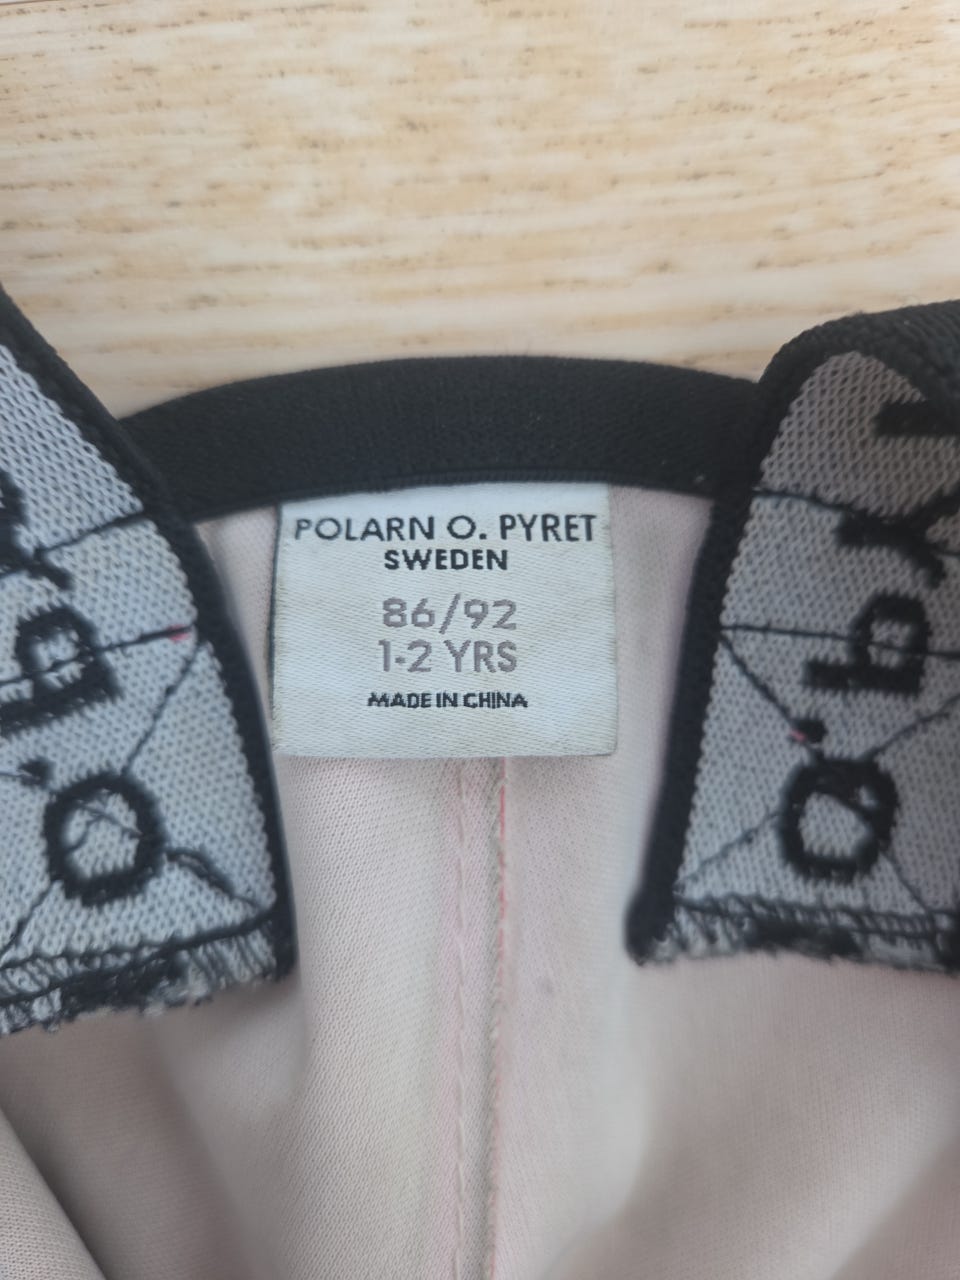 POLARN O. PYRET
SWEDEN
86/92
1-2 YRS
MADE IN CHINA